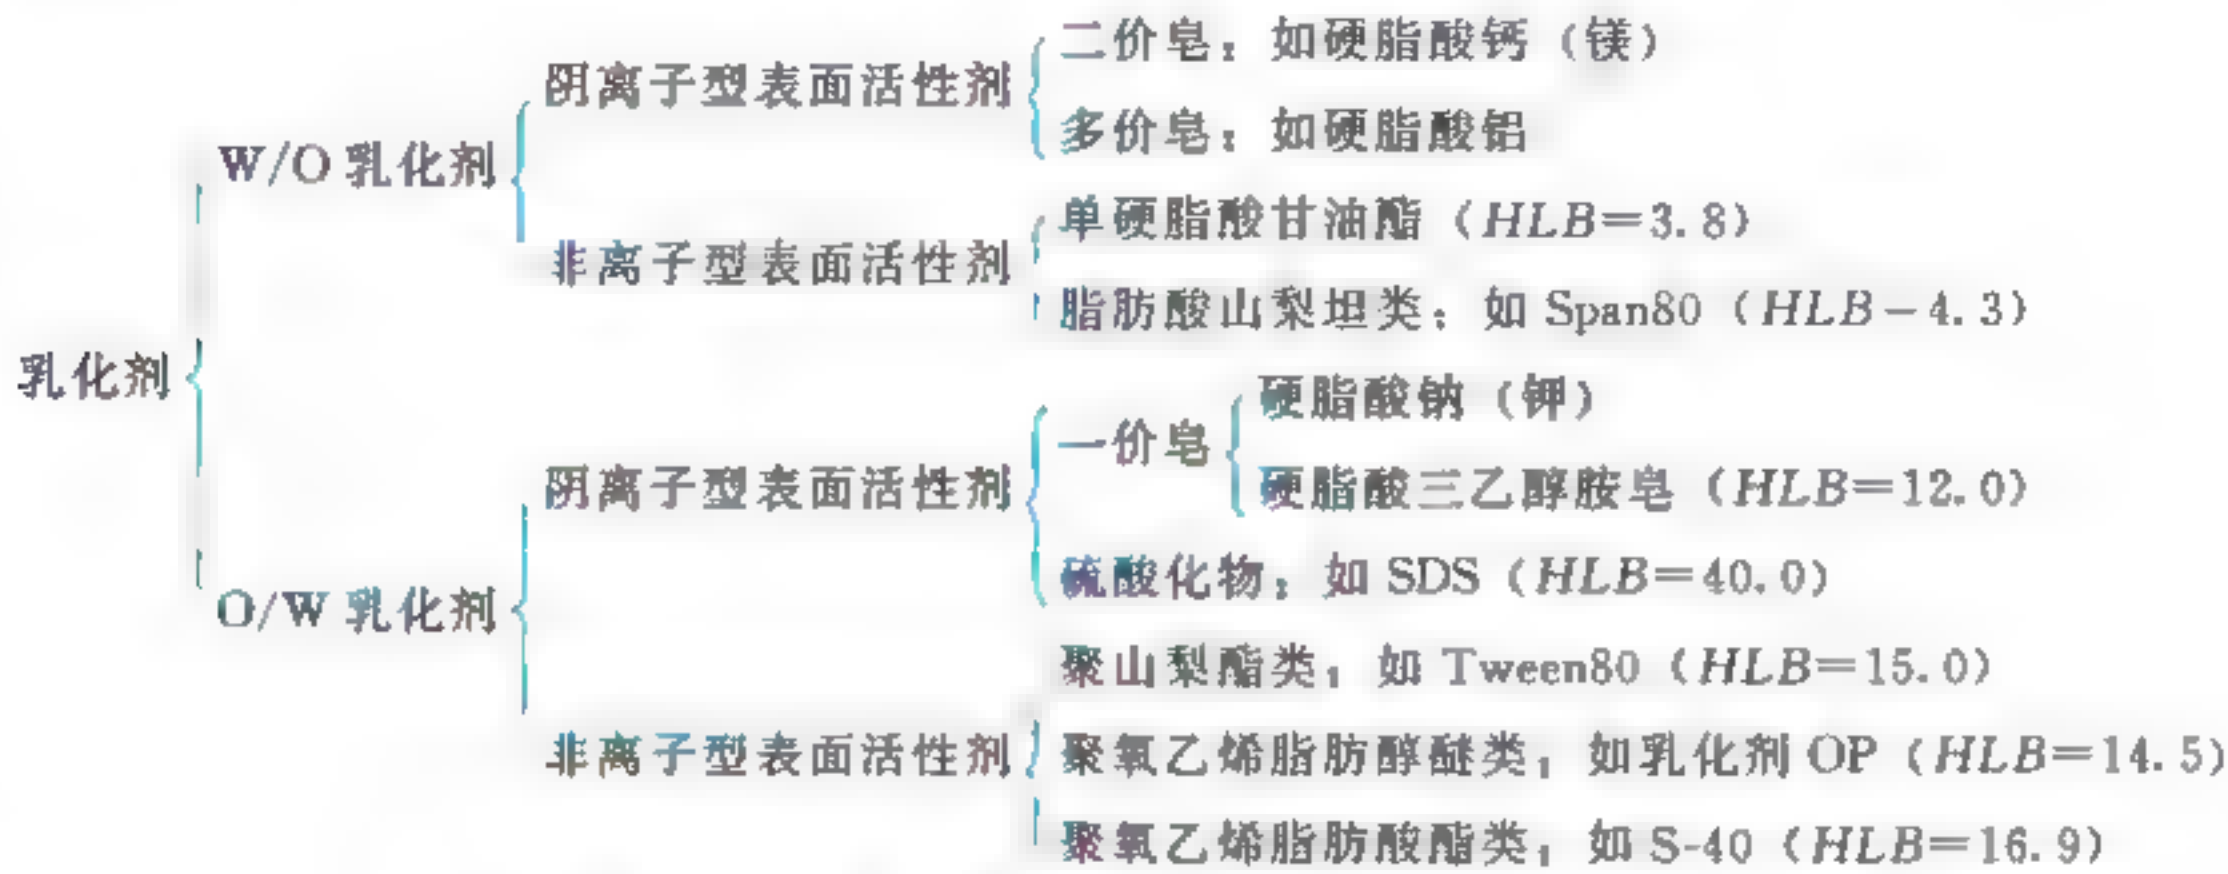 乳化剂
W/O 乳化剂
阴离子型表面活性剂
二价皂:如硬脂酸钙(镁)
多价皂:如硬脂酸铝
非离子型表面活性剂
单硬脂酸甘油酯(HLB=3.8)
脂肪酸山梨坦类:如 Span80(HLB-4.3)
O/W 乳化剂
阴离子型表面活性剂
一价皂
硬脂酸钠(钾)
硬脂酸三乙醇胺皂(HLB=12.0)
硫酸化物:如 SDS(HLB=40.0)
非离子型表面活性剂
聚山梨酯类:如 Tween80(HLB=15.0)
聚氧乙烯脂肪醇醚类:如乳化剂 OP(HLB=14.5)
聚氧乙烯脂肪酸酯类:如 S-40(HLB=16.9)